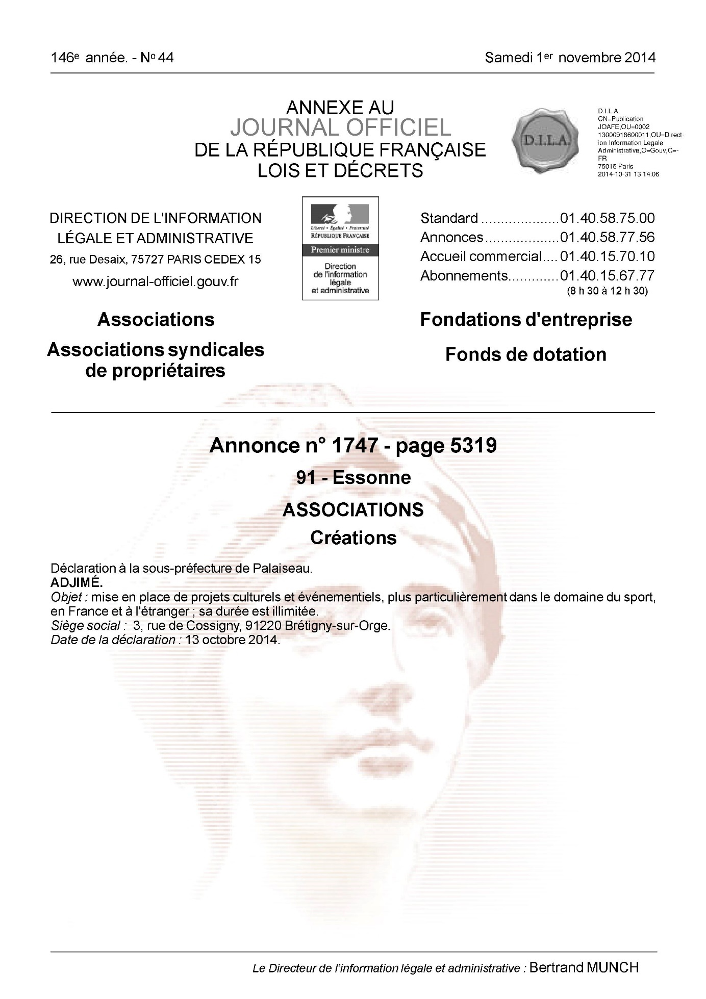 146e année. - No 44
Samedi 1er novembre 2014
ANNEXE AU
JOURNAL OFFICIEL
DE LA RÉPUBLIQUE FRANÇAISE
LOIS ET DÉCRETS
D.I.L.A.
D.I.L.A
CN=Publication
JOAFE,OU=0002
13000918600011,OU=Direct-
ion Information Legale
Administrative,O=Gouv,C=-
FR
75015 Paris
2014-10-31 13:14:06
DIRECTION DE L'INFORMATION
LÉGALE ET ADMINISTRATIVE
26, rue Desaix, 75727 PARIS CEDEX 15
www.journal-officiel.gouv.fr
Liberté • Égalité • Fraternité
RÉPUBLIQUE FRANÇAISE
Premier ministre
Direction
de l'information
légale
et administrative
Standard ...................01.40.58.75.00
Annonces..................01.40.58.77.56
Accueil commercial....01.40.15.70.10
Abonnements............01.40.15.67.77
(8 h 30 à 12 h 30)
Associations
Associations syndicales
de propriétaires
Fondations d'entreprise
Fonds de dotation
Annonce n° 1747 - page 5319
91 - Essonne
ASSOCIATIONS
Créations
Déclaration à la sous-préfecture de Palaiseau.
ADJIMÉ.
Objet : mise en place de projets culturels et événementiels, plus particulièrement dans le domaine du sport,
en France et à l'étranger ; sa durée est illimitée.
Siège social : 3, rue de Cossigny, 91220 Brétigny-sur-Orge.
Date de la déclaration : 13 octobre 2014.
Le Directeur de l'information légale et administrative : Bertrand MUNCH